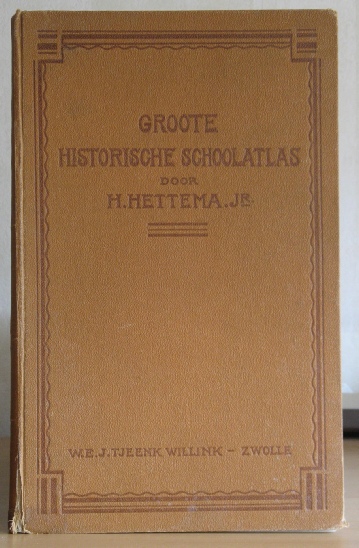 GROOTE
HISTORISCHE SCHOOLATLAS
DOOR
H. HETTEMA. JR.
W.E.J. TJEENK WILLINK – ZWOLLE